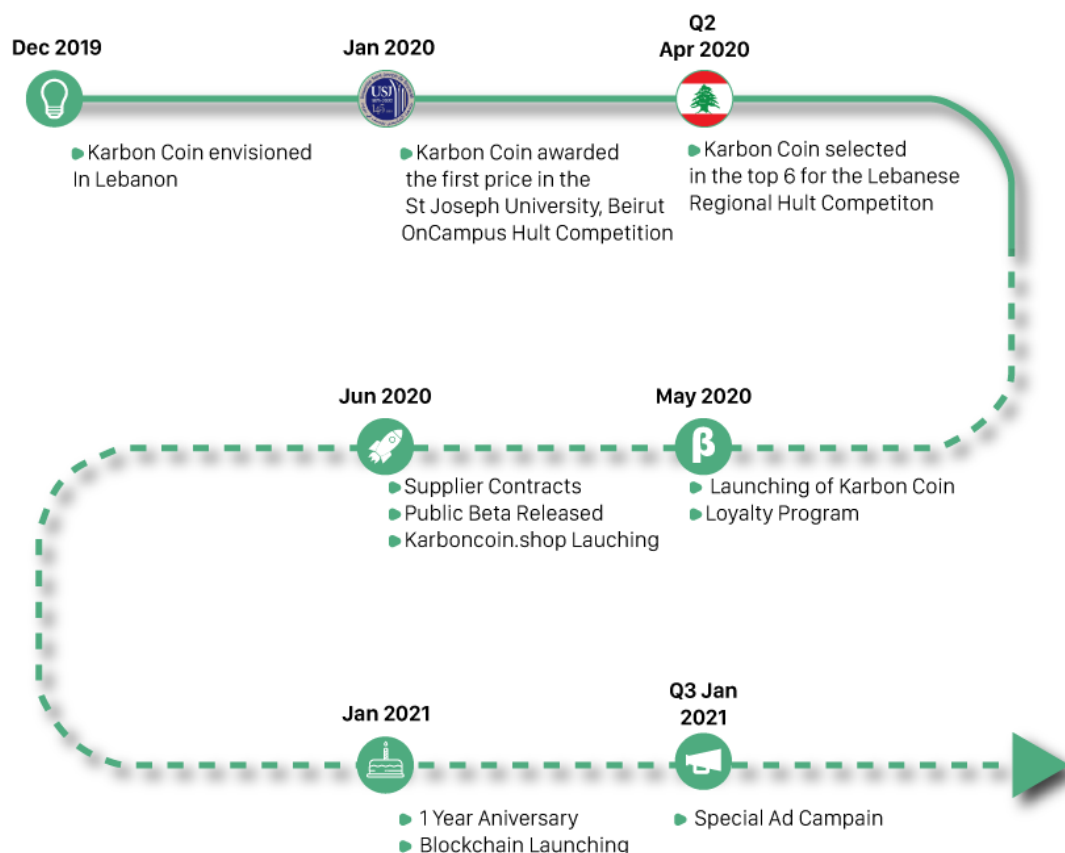 Dec 2019
Karbon Coin envisioned
In Lebanon
Jan 2020
USJ
Karbon Coin awarded
the first price in the
St Joseph University, Beirut
OnCampus Hult Competition
Q2
Apr 2020
Karbon Coin selected
in the top 6 for the Lebanese
Regional Hult Competiton
Jun 2020
Supplier Contracts
Public Beta Released
Karboncoin.shop Lauching
May 2020
β
Launching of Karbon Coin
Loyalty Program
Jan 2021
1 Year Aniversary
Blockchain Launching
Q3 Jan
2021
Special Ad Campain